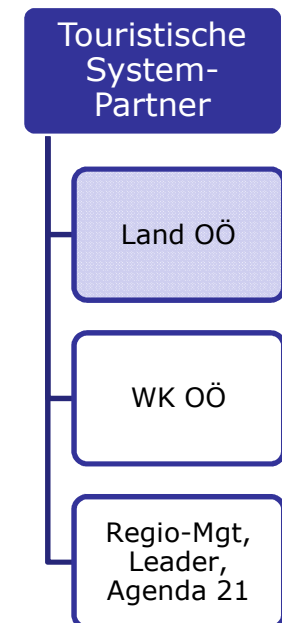 Touristische
System-
Partner
Land OÖ
WK OÖ
Regio-Mgt,
Leader,
Agenda 21